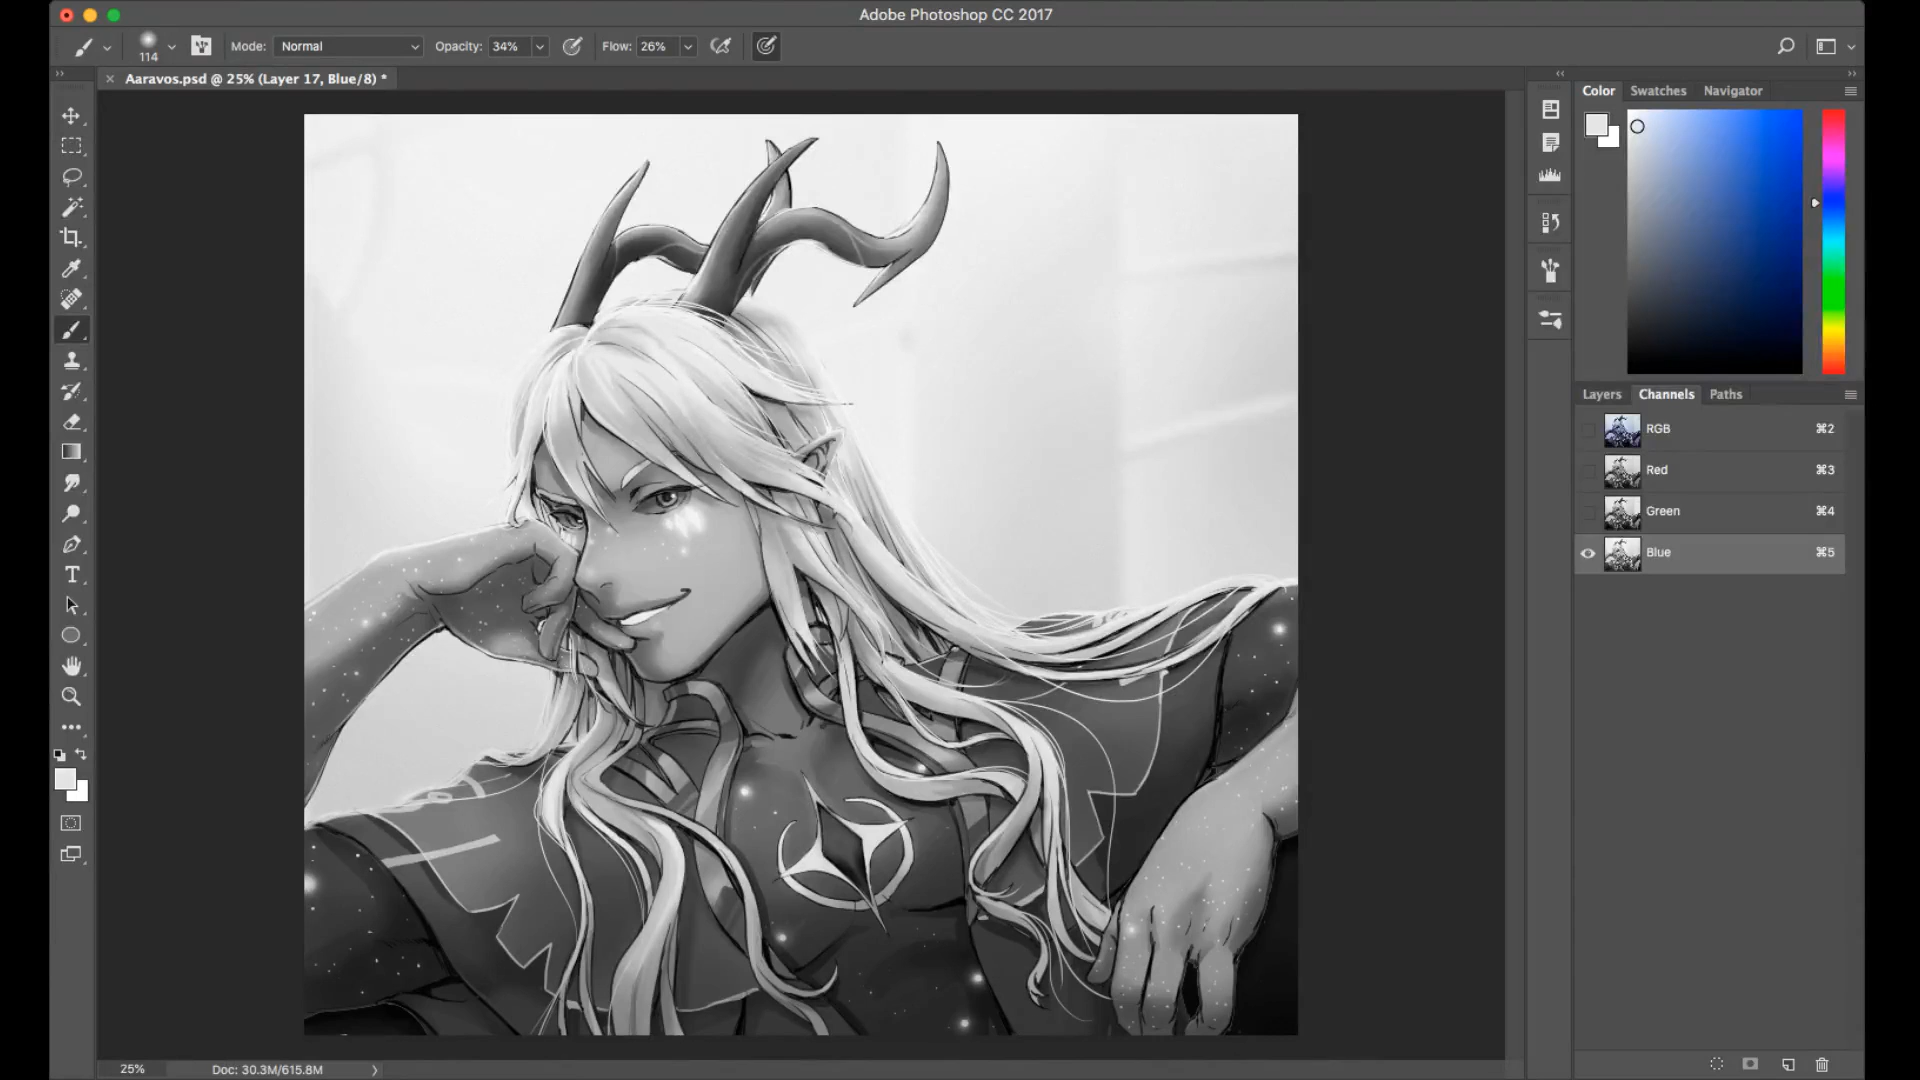 Adobe Photoshop CC 2017
114
Mode: Normal
Opacity: 34%
Flow: 26%
Aaravos.psd @ 25% (Layer 17, Blue/8) *
Color Swatches Navigator
Layers Channels Paths
RGB ⌘2
Red ⌘3
Green ⌘4
Blue ⌘5
25% Doc: 30.3M/615.8M